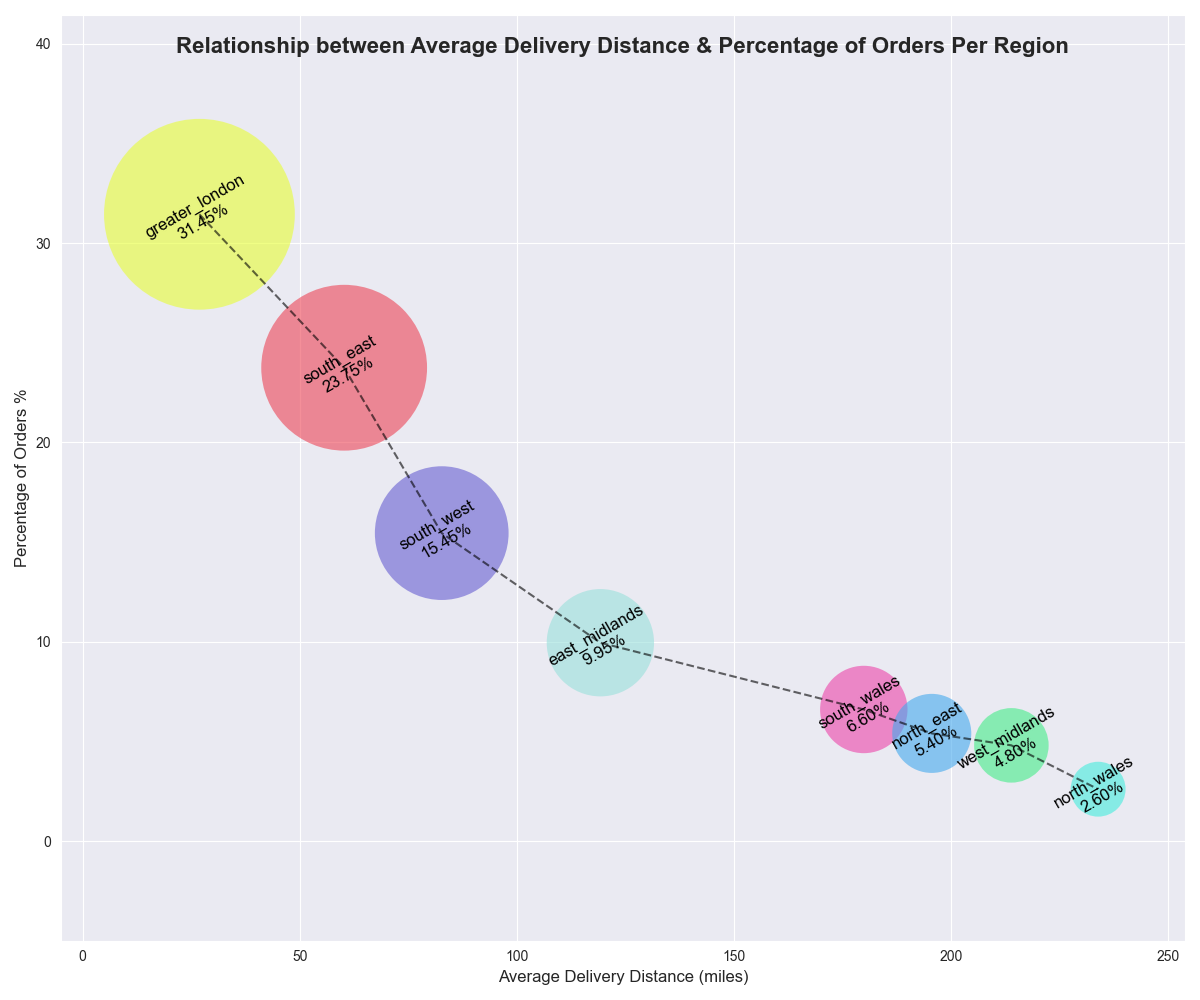 Relationship between Average Delivery Distance & Percentage of Orders Per Region
40
30
20
10
0
Percentage of Orders %
greater_london
31.45%
south_east
23.75%
south_west
15.45%
east_midlands
9.95%
south_wales
6.60%
north_east
5.40%
west_midlands
4.80%
north_wales
2.60%
0
50
100
150
200
250
Average Delivery Distance (miles)